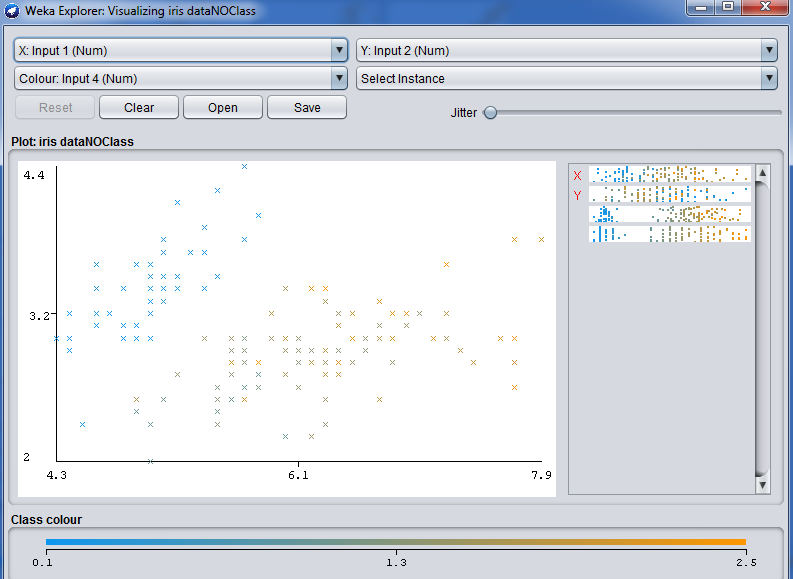 Weka Explorer: Visualizing iris dataNOClass
X: Input 1 (Num) Y: Input 2 (Num)
Colour: Input 4 (Num) Select Instance
Reset Clear Open Save Jitter
Plot: iris dataNOClass
4.4
3.2
2
4.3 6.1 7.9
X
Y
Class colour
0.1 1.3 2.5